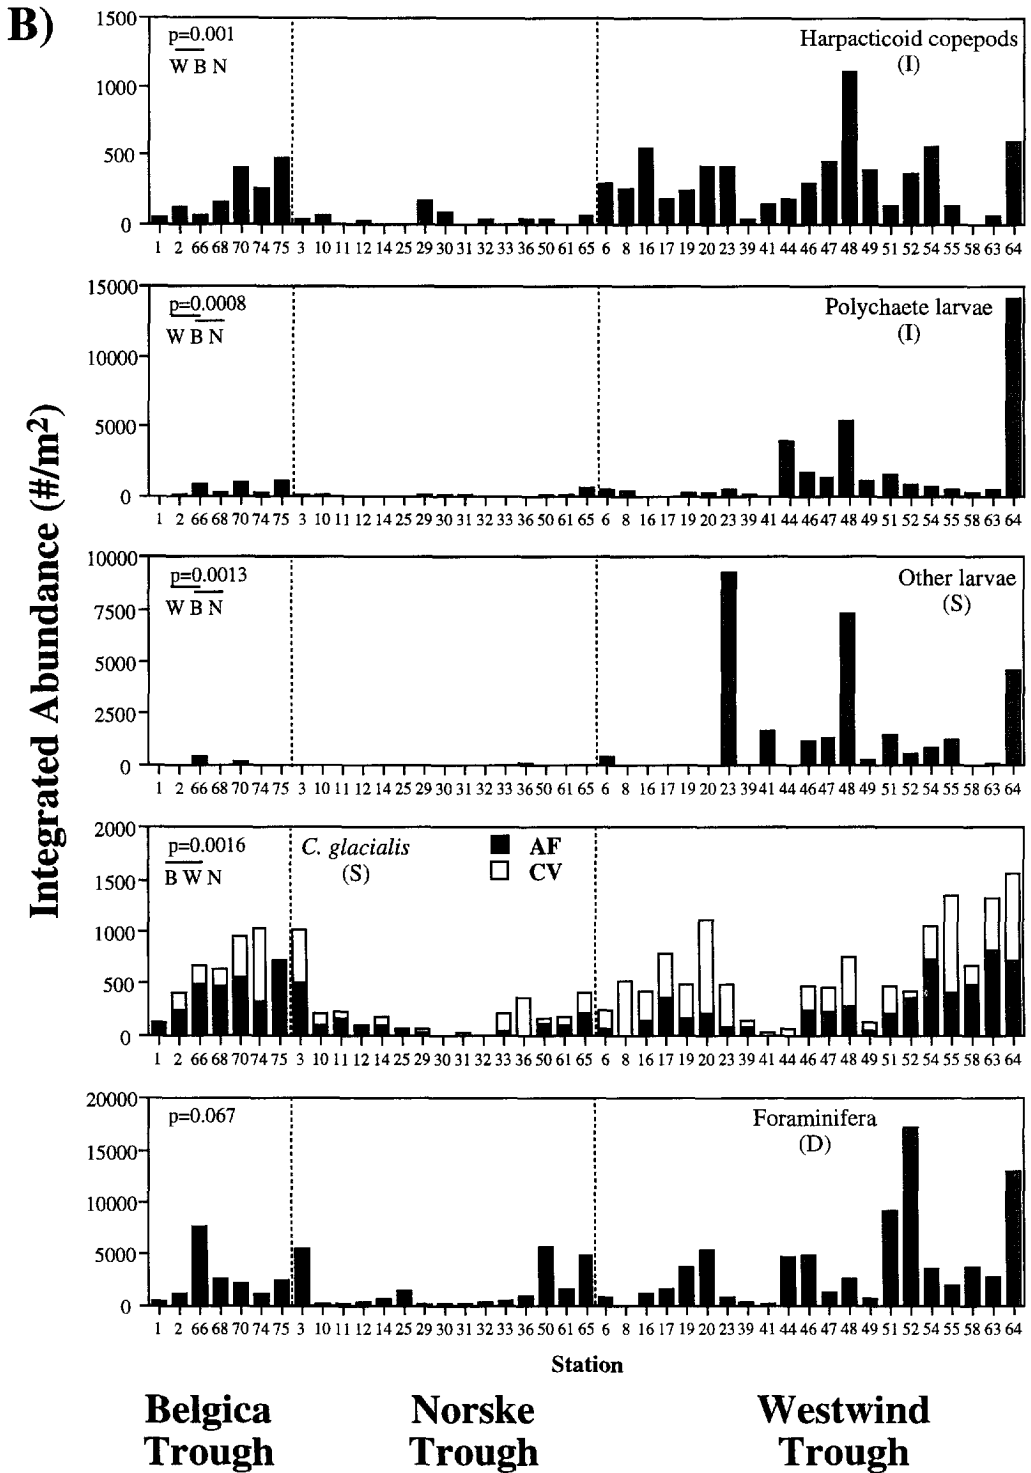 B)
Integrated Abundance (#/m²)
1500
1000
500
0
p=0.001
W B N
Harpacticoid copepods
(I)
1 2 66 68 70 74 75 3 10 11 12 14 25 29 30 31 32 33 36 50 61 65 6 8 16 17 19 20 23 39 41 44 46 47 48 49 51 52 54 55 58 63 64
15000
10000
5000
0
p=0.0008
W B N
Polychaete larvae
(I)
1 2 66 68 70 74 75 3 10 11 12 14 25 29 30 31 32 33 36 50 61 65 6 8 16 17 19 20 23 39 41 44 46 47 48 49 51 52 54 55 58 63 64
10000
7500
5000
2500
0
p=0.0013
W B N
Other larvae
(S)
1 2 66 68 70 74 75 3 10 11 12 14 25 29 30 31 32 33 36 50 61 65 6 8 16 17 19 20 23 39 41 44 46 47 48 49 51 52 54 55 58 63 64
2000
1500
1000
500
0
p=0.0016
B W N
C. glacialis
(S)
AF
CV
1 2 66 68 70 74 75 3 10 11 12 14 25 29 30 31 32 33 36 50 61 65 6 8 16 17 19 20 23 39 41 44 46 47 48 49 51 52 54 55 58 63 64
20000
15000
10000
5000
0
p=0.067
Foraminifera
(D)
1 2 66 68 70 74 75 3 10 11 12 14 25 29 30 31 32 33 36 50 61 65 6 8 16 17 19 20 23 39 41 44 46 47 48 49 51 52 54 55 58 63 64
Station
Belgica
Trough
Norske
Trough
Westwind
Trough